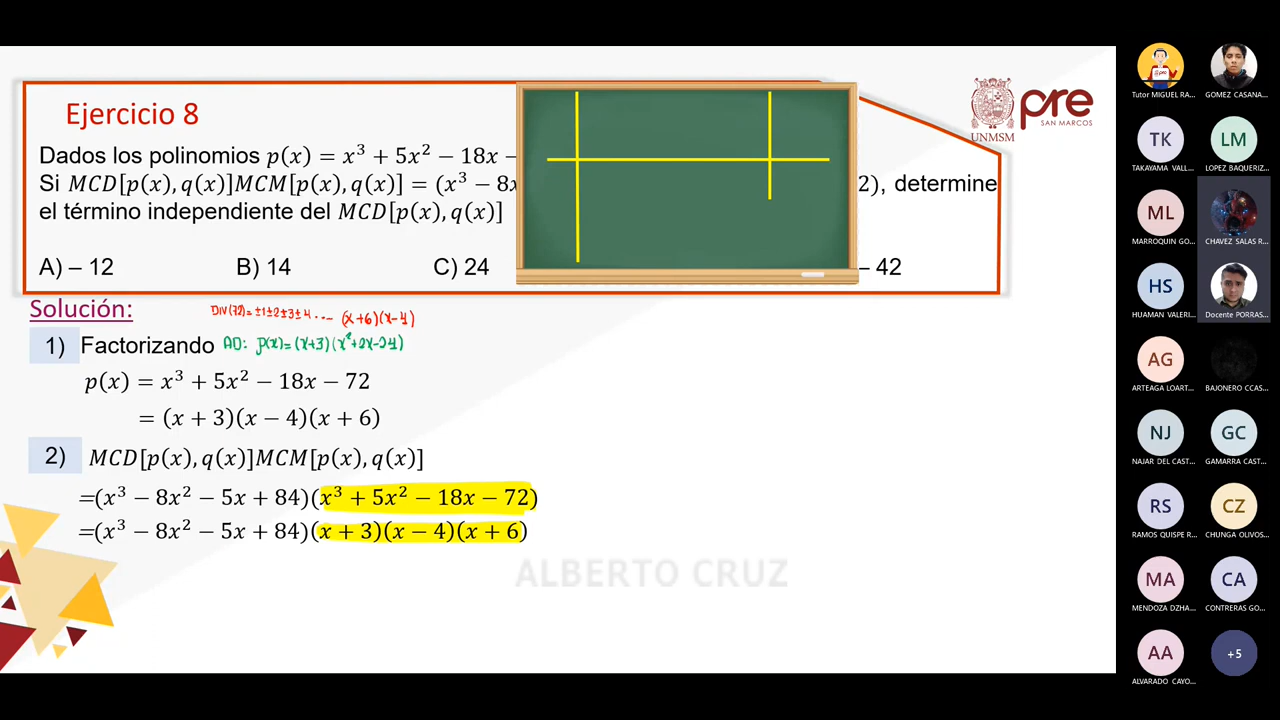 Ejercicio 8
Dados los polinomios p(x) = x³ + 5x² − 18x −
Si MCD[p(x), q(x)]MCM[p(x), q(x)] = (x³ − 8x 2), determine
el término independiente del MCD[p(x), q(x)]
A) – 12 B) 14 C) 24 – 42
UNMSM
pre
SAN MARCOS
Solución:
DIV(72)=±1±2±3±4.... (x+6)(x-4)
1) Factorizando AD: p(x)=(x+3)(x²+2x-24)
p(x) = x³ + 5x² − 18x − 72
= (x + 3)(x − 4)(x + 6)
2) MCD[p(x), q(x)]MCM[p(x), q(x)]
=(x³ − 8x² − 5x + 84)(x³ + 5x² − 18x − 72)
=(x³ − 8x² − 5x + 84)(x + 3)(x − 4)(x + 6)
ALBERTO CRUZ
Tutor MIGUEL RA... GOMEZ CASANA...
TK LM
TAKAYAMA VALL... LOPEZ BAQUERIZ...
ML
MARROQUIN GO... CHAVEZ SALAS R...
HS
HUAMAN VALERI... Docente PORRAS...
AG
ARTEAGA LOART... BAJONERO CCAS...
NJ GC
NAJAR DEL CAST... GAMARRA CAST...
RS CZ
RAMOS QUISPE R... CHUNGA OLIVOS...
MA CA
MENDOZA DZHA... CONTRERAS GO...
AA +5
ALVARADO CAYO...